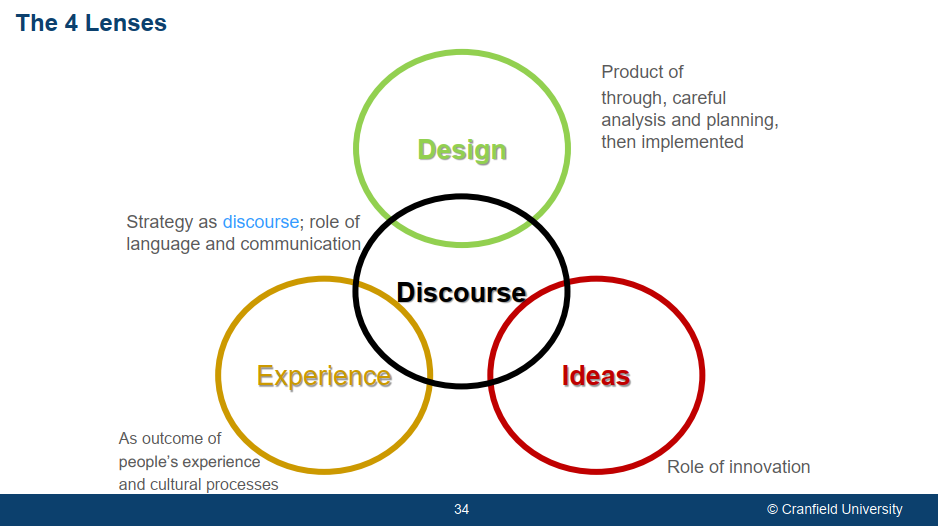 The 4 Lenses
Product of
through, careful
analysis and planning,
then implemented
Design
Strategy as discourse; role of
language and communication
Discourse
Experience
Ideas
As outcome of
people's experience
and cultural processes
Role of innovation
34
© Cranfield University